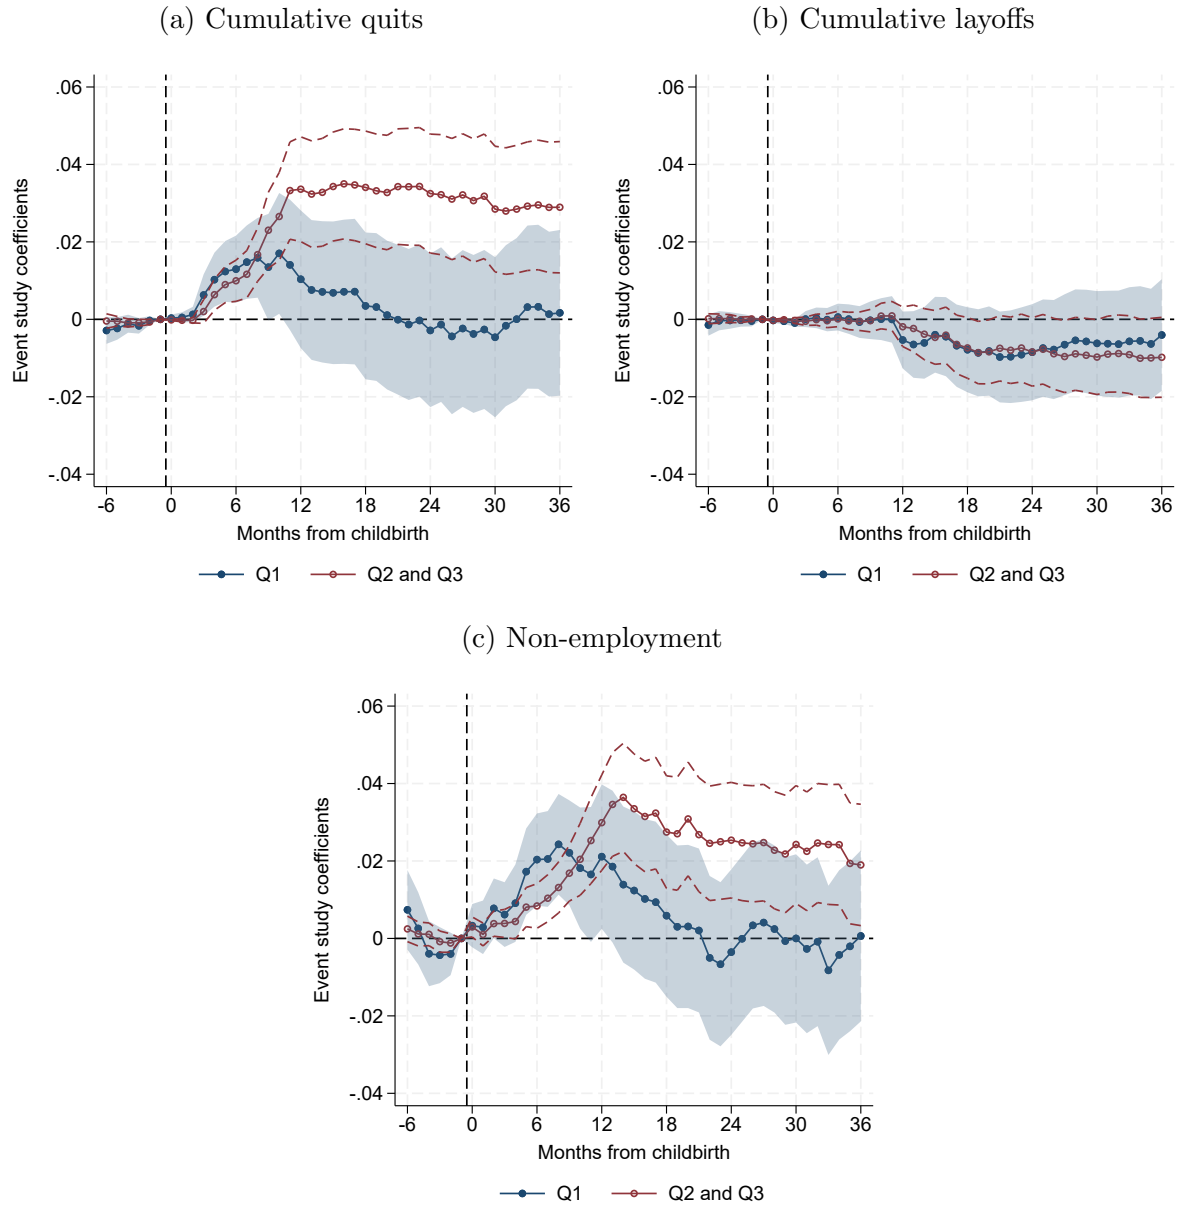 (a) Cumulative quits
(b) Cumulative layoffs
.06
.04
.02
0
-.02
-.04
Event study coefficients
-6 0 6 12 18 24 30 36
Months from childbirth
Q1 Q2 and Q3
.06
.04
.02
0
-.02
-.04
Event study coefficients
-6 0 6 12 18 24 30 36
Months from childbirth
Q1 Q2 and Q3
(c) Non-employment
.06
.04
.02
0
-.02
-.04
Event study coefficients
-6 0 6 12 18 24 30 36
Months from childbirth
Q1 Q2 and Q3